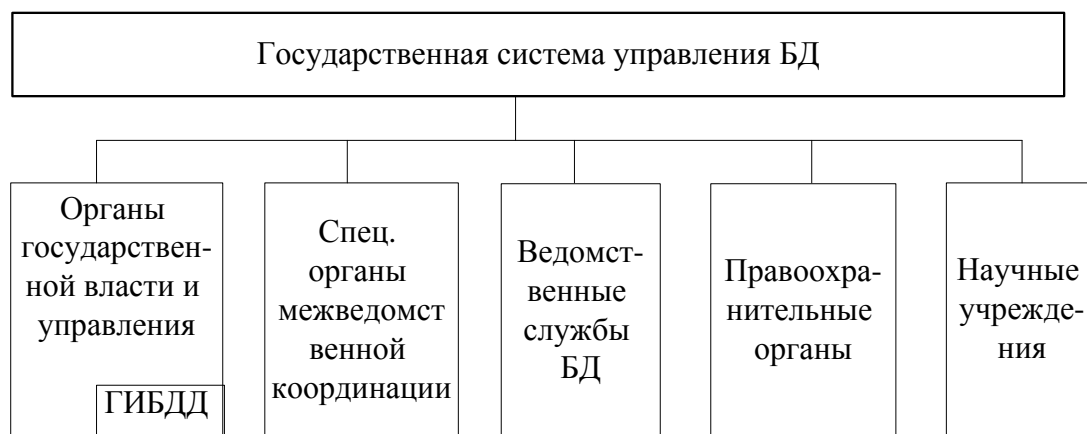 Государственная система управления БД
Органы
государствен-
ной власти и
управления
ГИБДД
Спец.
органы
межведомст
венной
координации
Ведомст-
венные
службы
БД
Правоохра-
нительные
органы
Научные
учрежде-
ния